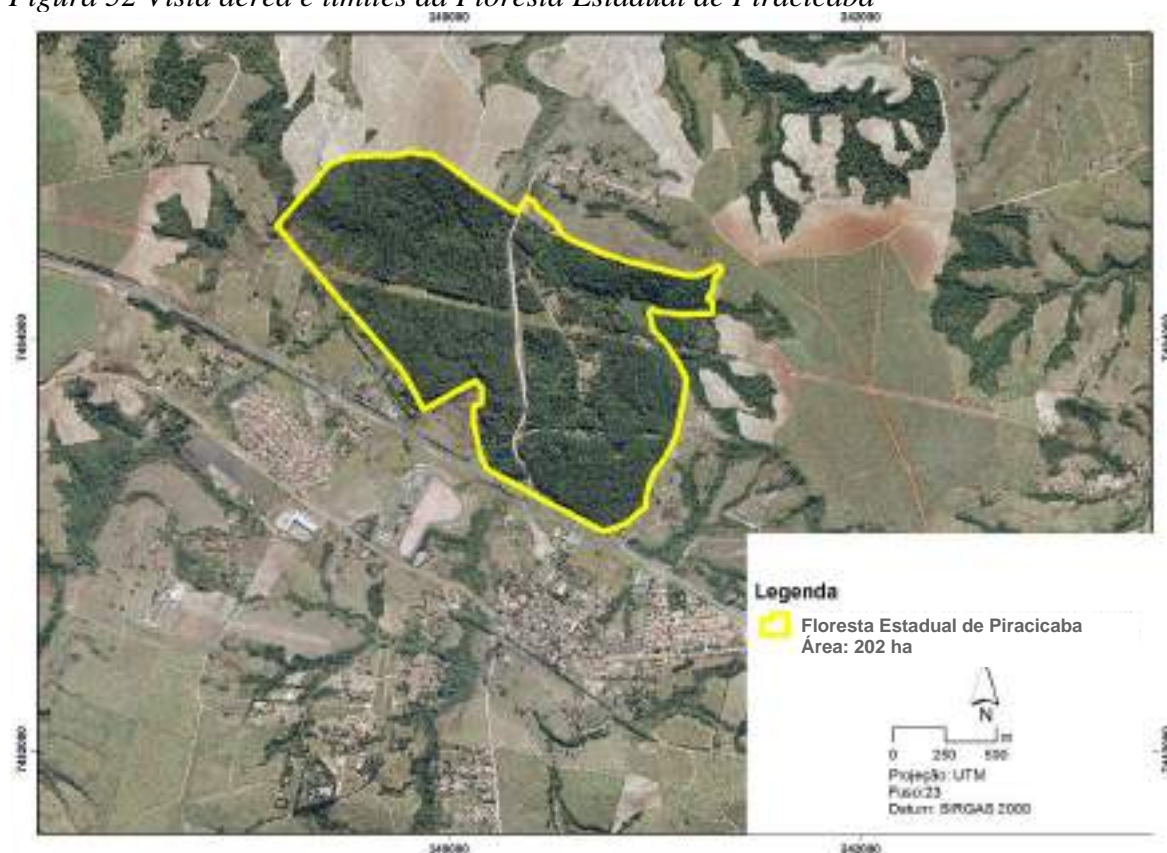 Figura 32 Vista aérea e limites da Floresta Estadual de Piracicaba
Legenda
Floresta Estadual de Piracicaba
Área: 202 ha
N
0 250 500 m
Projeção: UTM
Fuso:23
Datum: SIRGAS 2000